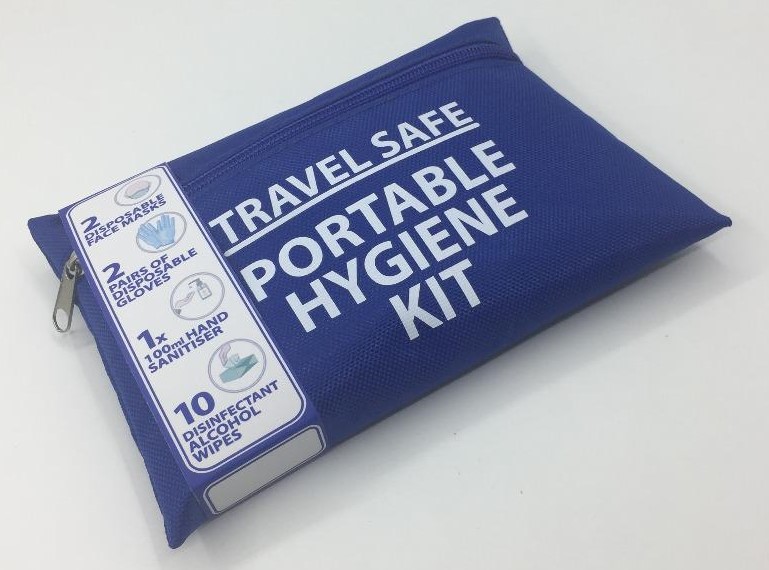 TRAVEL SAFE
PORTABLE
HYGIENE
KIT
2
DISPOSABLE
FACE MASKS
2
PAIRS OF
DISPOSABLE
GLOVES
1x
100ml HAND
SANITISER
10
DISINFECTANT
ALCOHOL
WIPES